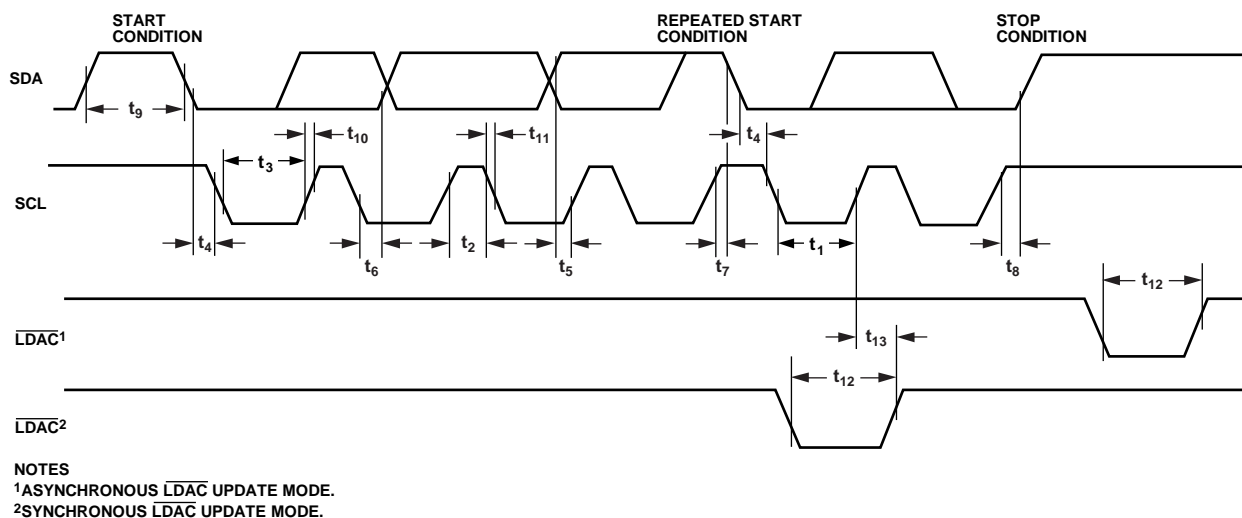 START
CONDITION
REPEATED START
CONDITION
STOP
CONDITION
SDA
t9
t4
t10
t11
t3
SCL
t4
t6
t2
t5
t7
t1
t8
t12
LDAC1
t13
t12
LDAC2
NOTES
1ASYNCHRONOUS LDAC UPDATE MODE.
2SYNCHRONOUS LDAC UPDATE MODE.